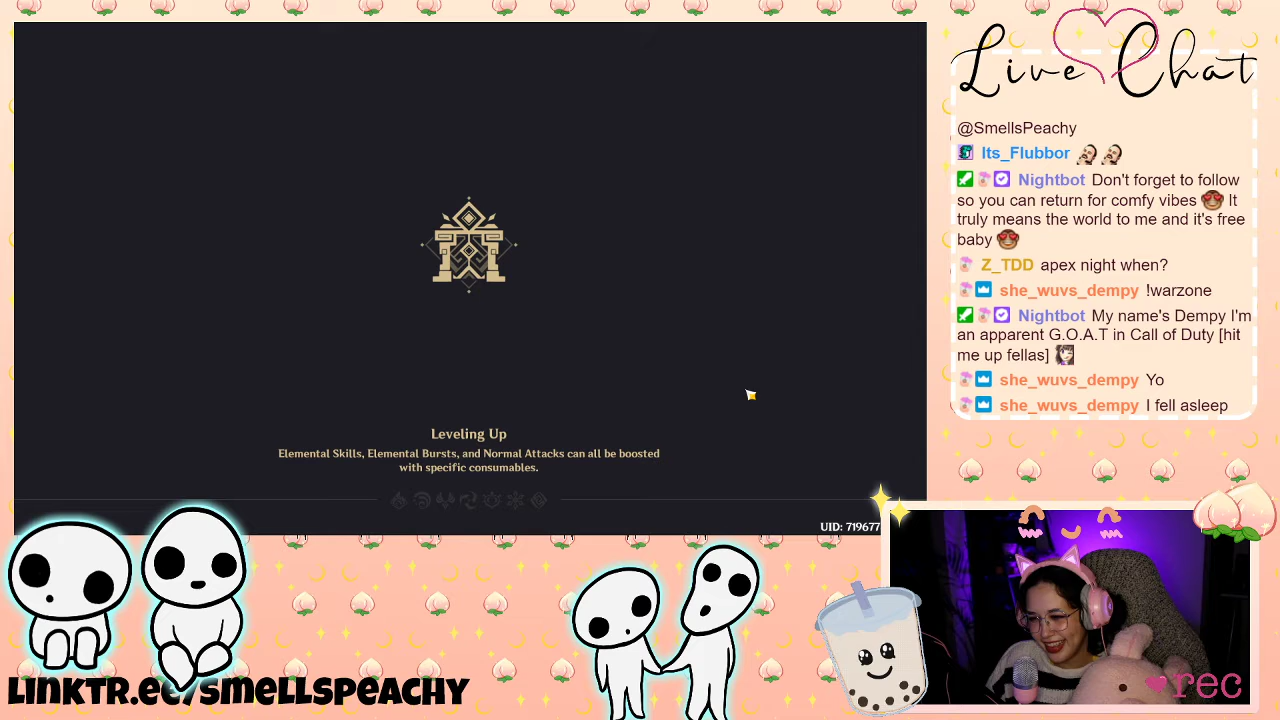 Live Chat
@SmellsPeachy
Its_Flubbor
Nightbot Don't forget to follow
so you can return for comfy vibes It
truly means the world to me and it's free
baby
Z_TDD apex night when?
she_wuvs_dempy !warzone
Nightbot My name's Dempy I'm
an apparent G.O.A.T in Call of Duty [hit
me up fellas]
she_wuvs_dempy Yo
she_wuvs_dempy I fell asleep
Leveling Up
Elemental Skills, Elemental Bursts, and Normal Attacks can all be boosted
with specific consumables.
UID: 719677
linktr.ee/smellspeachy
rec